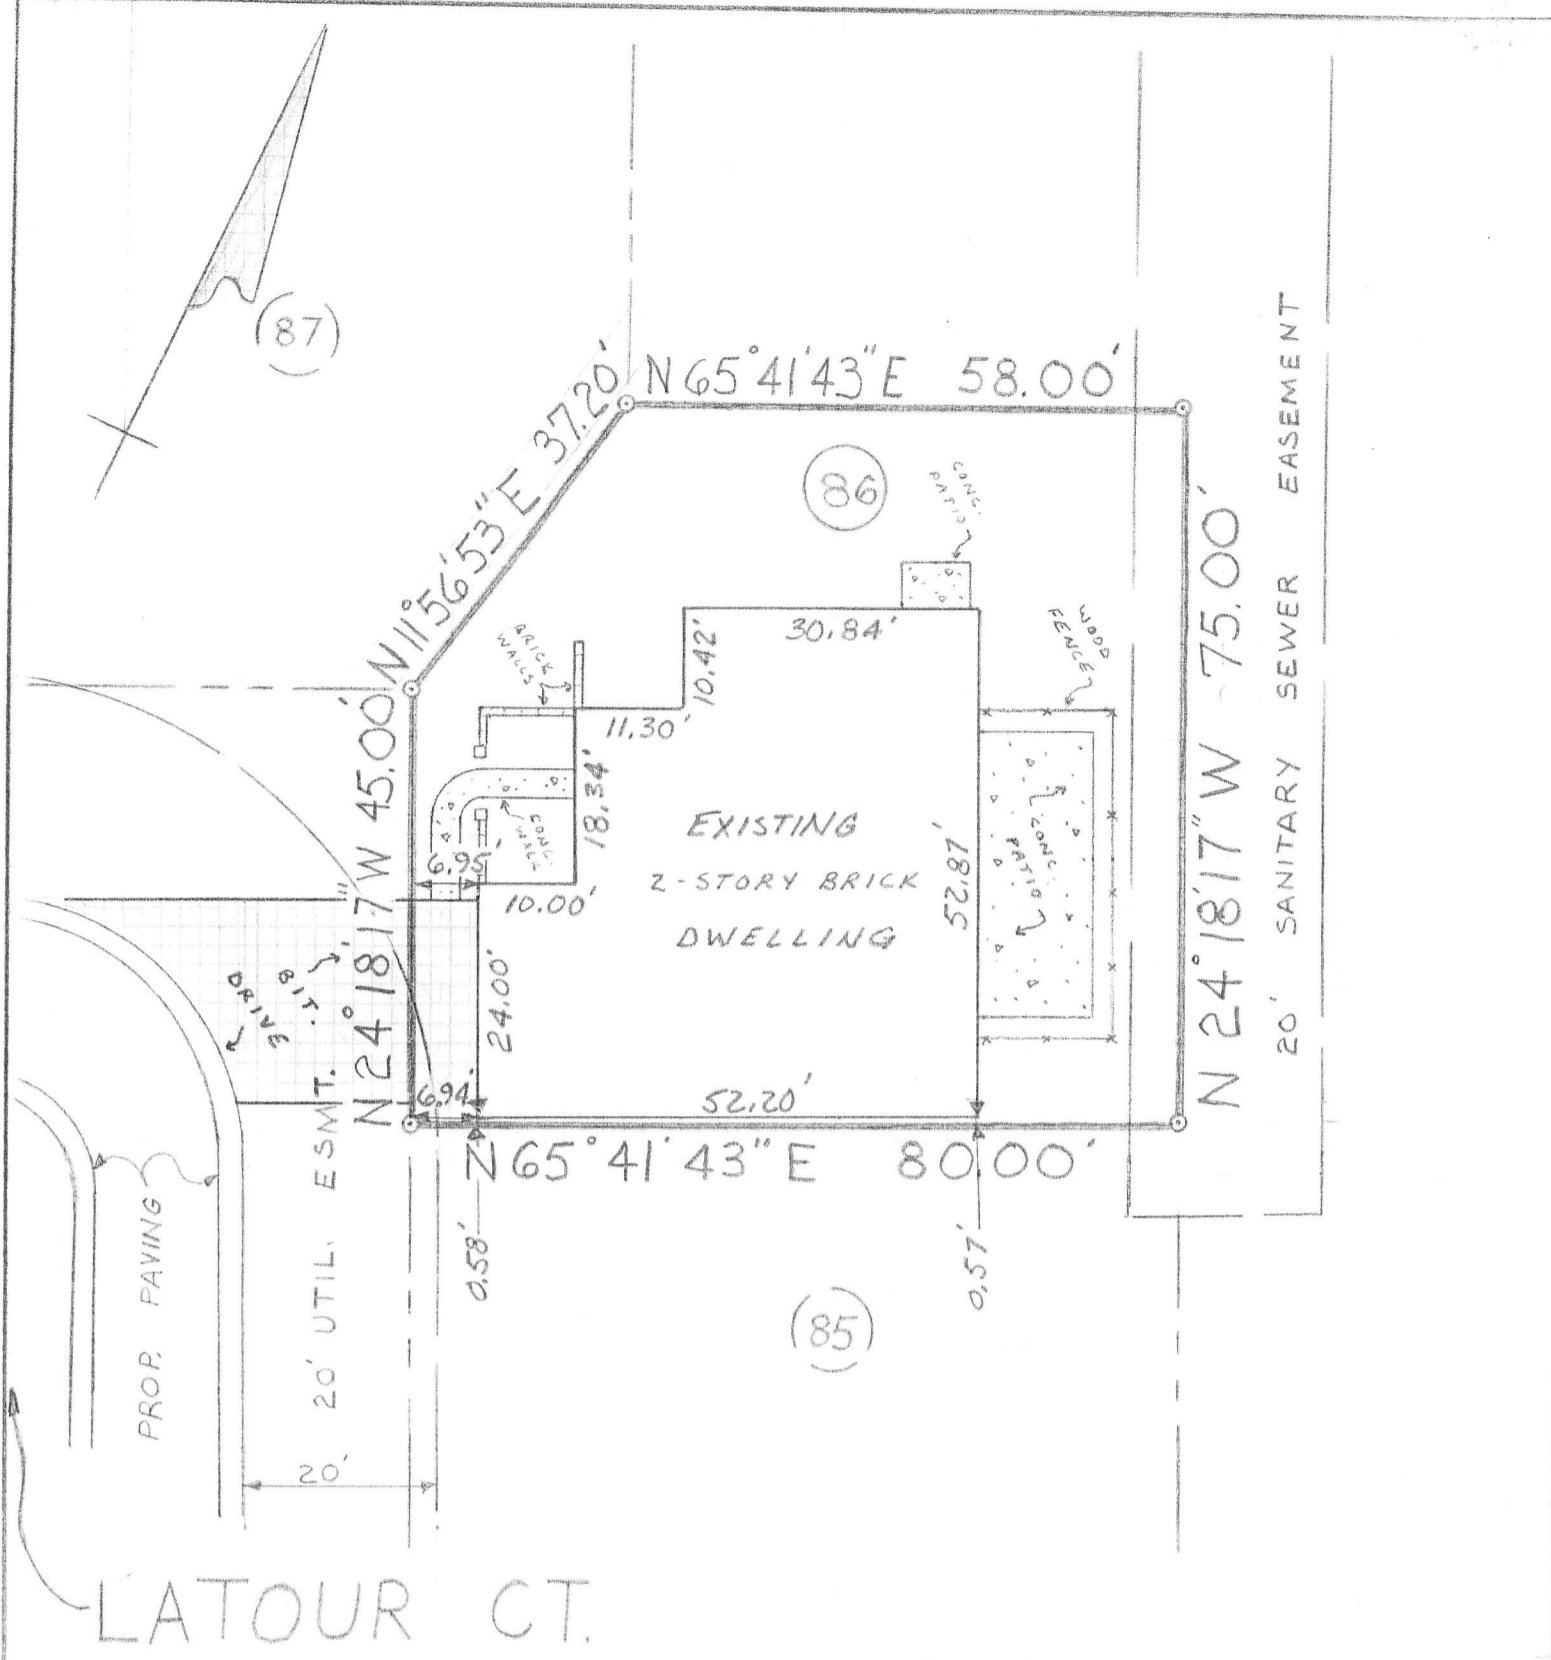 (87)
N 65°41'43" E 58.00'
N 11°56'53" E 37.20'
86
CONC.
PATIO
BRICK
WALLS
30.84'
10.42'
11.30'
WOOD
FENCE
N 24°18'17" W 45.00'
18.34'
CONC.
WALK
6.95'
10.00'
EXISTING
2-STORY BRICK
DWELLING
52.87'
CONC.
PATIO
N 24°18'17" W 75.00'
20' SANITARY SEWER EASEMENT
BIT.
DRIVE
24.00'
6.94'
52.20'
N 65°41'43" E 80.00'
0.58'
0.57'
(85)
PROP. PAVING
20' UTIL. ESMT.
20'
LATOUR CT.